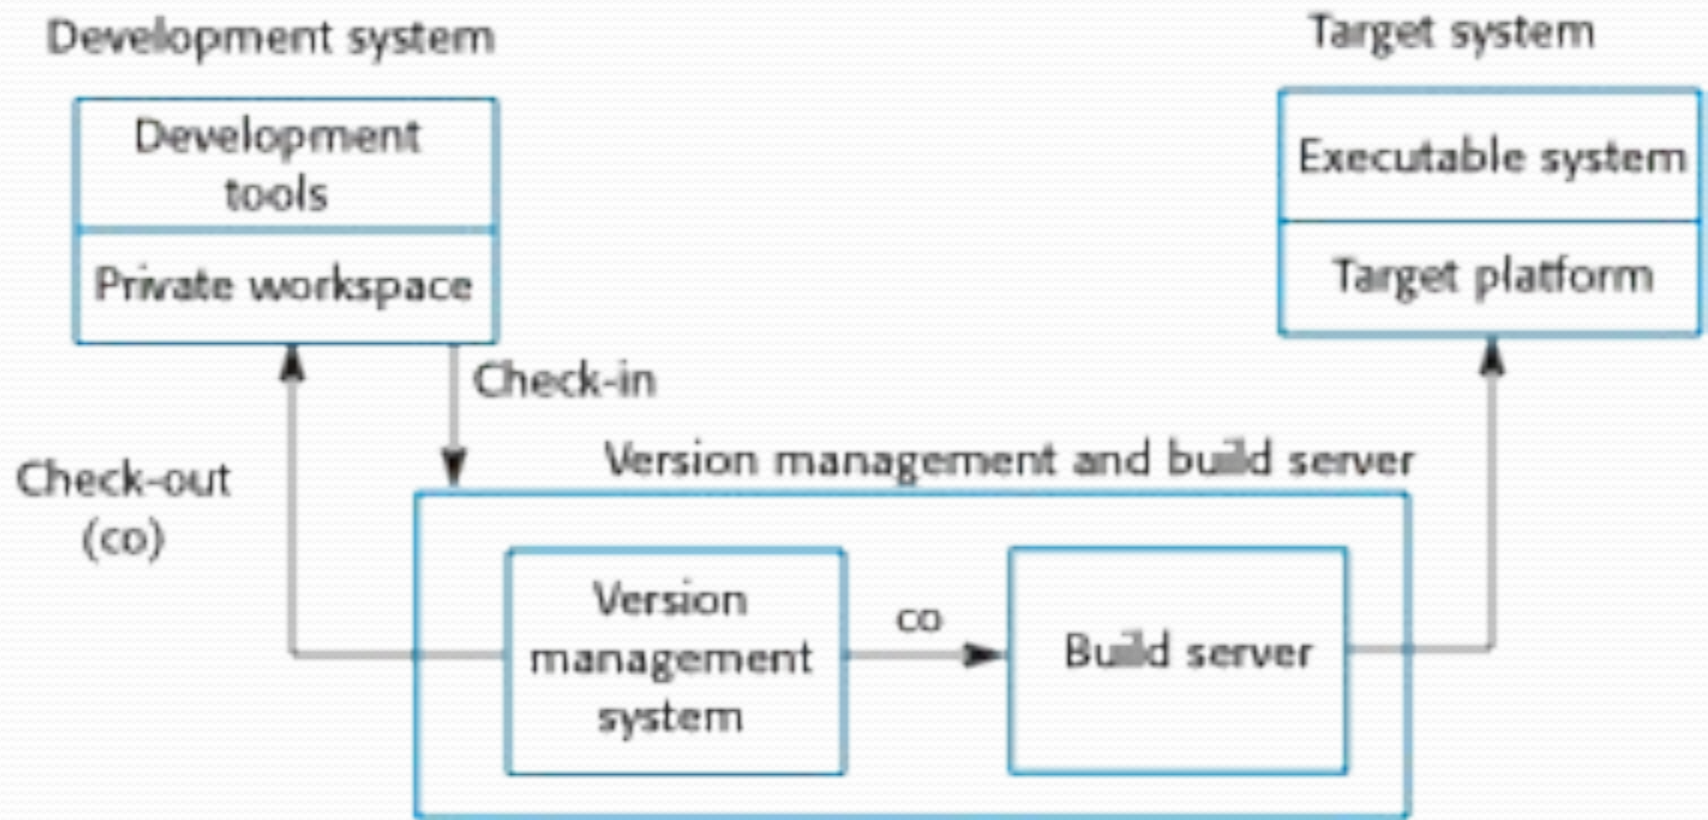 Development system
Target system
Development
tools
Private workspace
Executable system
Target platform
Check-in
Check-out
(co)
Version management and build server
Version
management
system
co
Build server